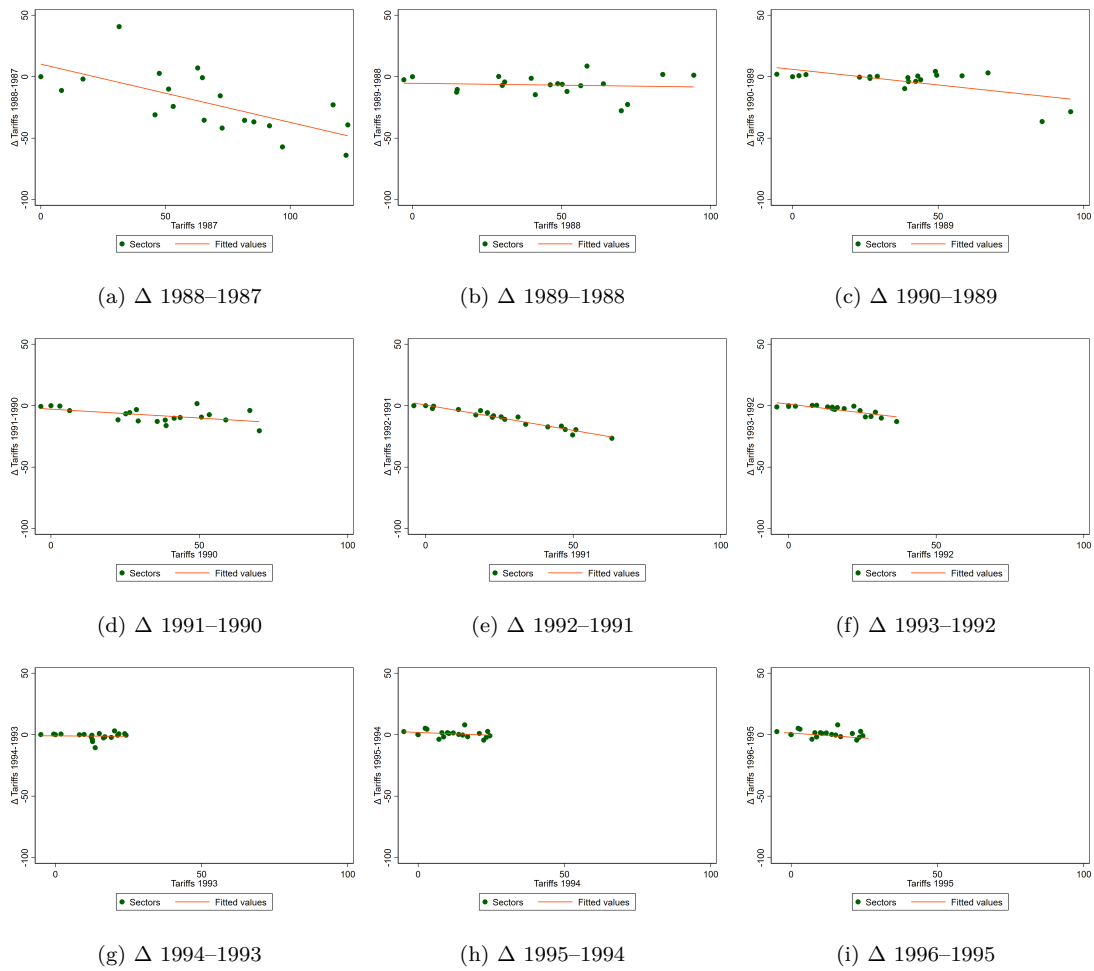 50
0
-50
-100
Δ Tariffs 1988-1987
0 50 100
Tariffs 1987
Sectors Fitted values
(a) Δ 1988–1987
50
0
-50
-100
Δ Tariffs 1989-1988
0 50 100
Tariffs 1988
Sectors Fitted values
(b) Δ 1989–1988
50
0
-50
-100
Δ Tariffs 1990-1989
0 50 100
Tariffs 1989
Sectors Fitted values
(c) Δ 1990–1989
50
0
-50
-100
Δ Tariffs 1991-1990
0 50 100
Tariffs 1990
Sectors Fitted values
(d) Δ 1991–1990
50
0
-50
-100
Δ Tariffs 1992-1991
0 50 100
Tariffs 1991
Sectors Fitted values
(e) Δ 1992–1991
50
0
-50
-100
Δ Tariffs 1993-1992
0 50 100
Tariffs 1992
Sectors Fitted values
(f) Δ 1993–1992
50
0
-50
-100
Δ Tariffs 1994-1993
0 50 100
Tariffs 1993
Sectors Fitted values
(g) Δ 1994–1993
50
0
-50
-100
Δ Tariffs 1995-1994
0 50 100
Tariffs 1994
Sectors Fitted values
(h) Δ 1995–1994
50
0
-50
-100
Δ Tariffs 1996-1995
0 50 100
Tariffs 1995
Sectors Fitted values
(i) Δ 1996–1995